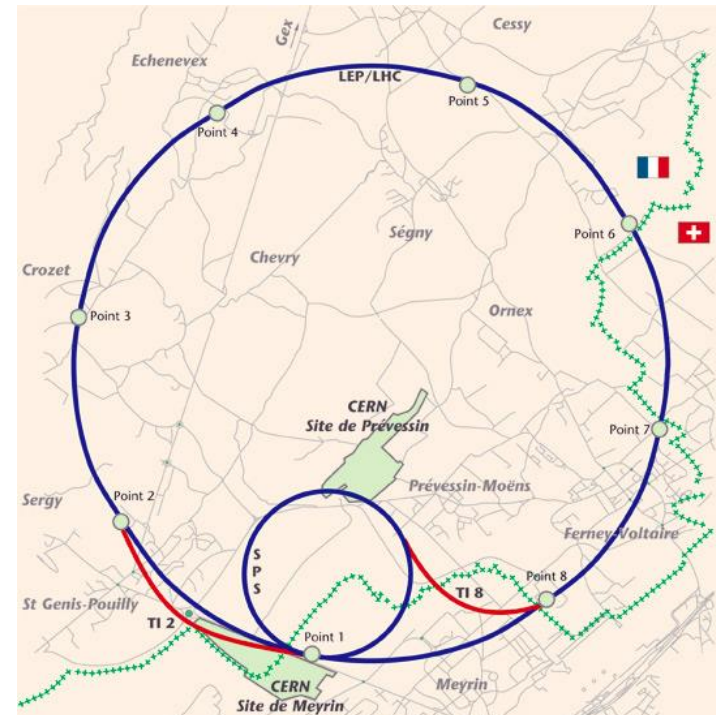 Cessy
Gex
Echenevex
LEP/LHC
Point 5
Point 4
Point 6
Ségny
Chevry
Crozet
Ornex
Point 3
CERN
Site de Prévessin
Point 7
Prévessin-Moëns
Point 2
Sergy
Ferney-Voltaire
SPS
Point 8
TI 8
St Genis-Pouilly
TI 2
Point 1
CERN
Site de Meyrin
Meyrin